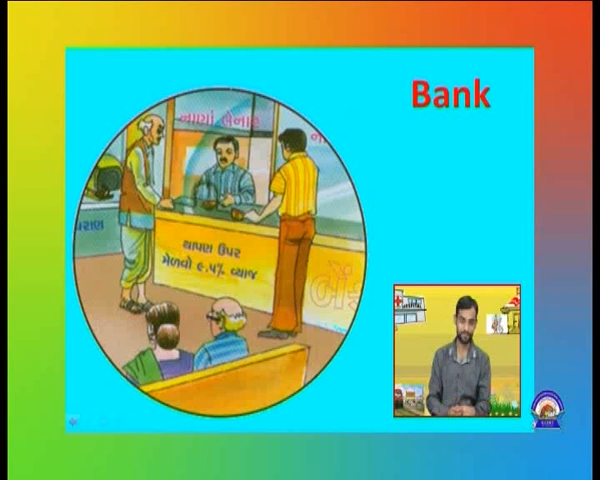 Bank
નાણાં લેનાર
થાપણ ઉપર
મેળવો ૯.૫% વ્યાજ
બેંક